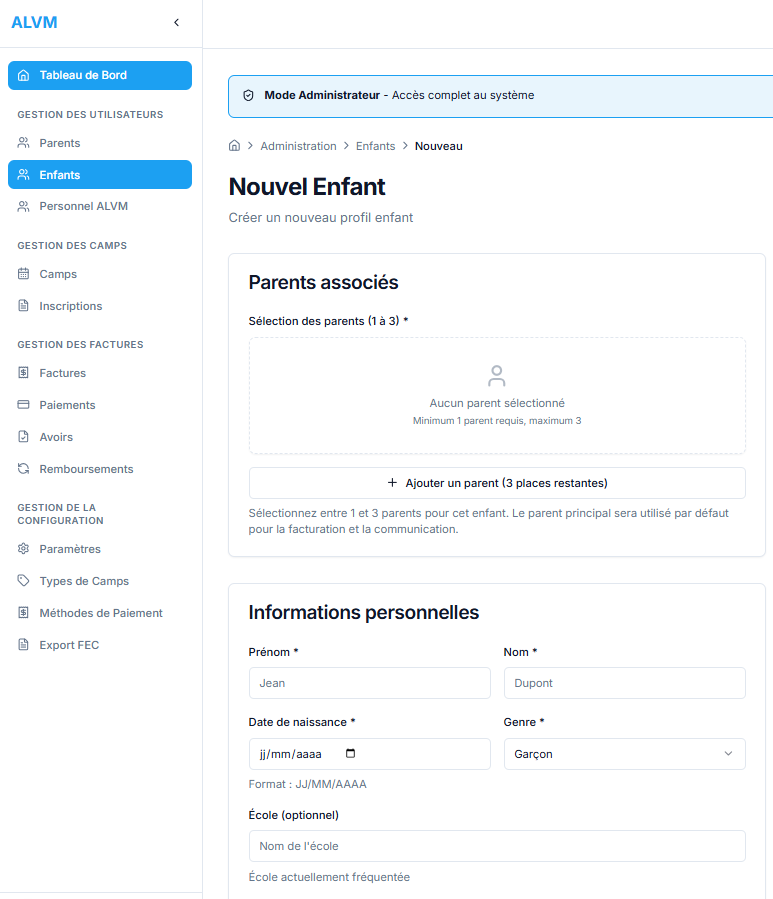 ALVM
Tableau de Bord
GESTION DES UTILISATEURS
Parents
Enfants
Personnel ALVM
GESTION DES CAMPS
Camps
Inscriptions
GESTION DES FACTURES
Factures
Paiements
Avoirs
Remboursements
GESTION DE LA
CONFIGURATION
Paramètres
Types de Camps
Méthodes de Paiement
Export FEC
Mode Administrateur - Accès complet au système
Administration > Enfants > Nouveau
Nouvel Enfant
Créer un nouveau profil enfant
Parents associés
Sélection des parents (1 à 3) *
Aucun parent sélectionné
Minimum 1 parent requis, maximum 3
+ Ajouter un parent (3 places restantes)
Sélectionnez entre 1 et 3 parents pour cet enfant. Le parent principal sera utilisé par défaut
pour la facturation et la communication.
Informations personnelles
Prénom * Nom *
Jean Dupont
Date de naissance * Genre *
jj/mm/aaaa Garçon
Format : JJ/MM/AAAA
École (optionnel)
Nom de l'école
École actuellement fréquentée